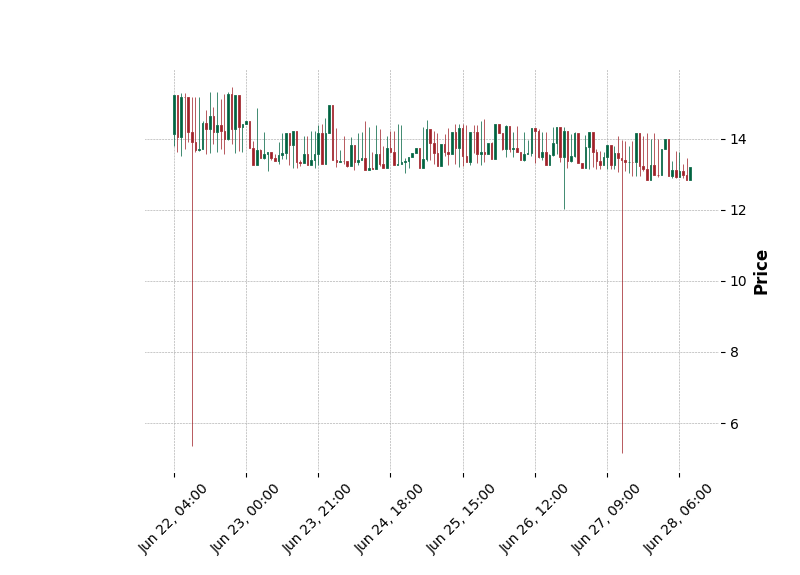 14
12
10
8
6
Price
Jun 22, 04:00
Jun 23, 00:00
Jun 23, 21:00
Jun 24, 18:00
Jun 25, 15:00
Jun 26, 12:00
Jun 27, 09:00
Jun 28, 06:00